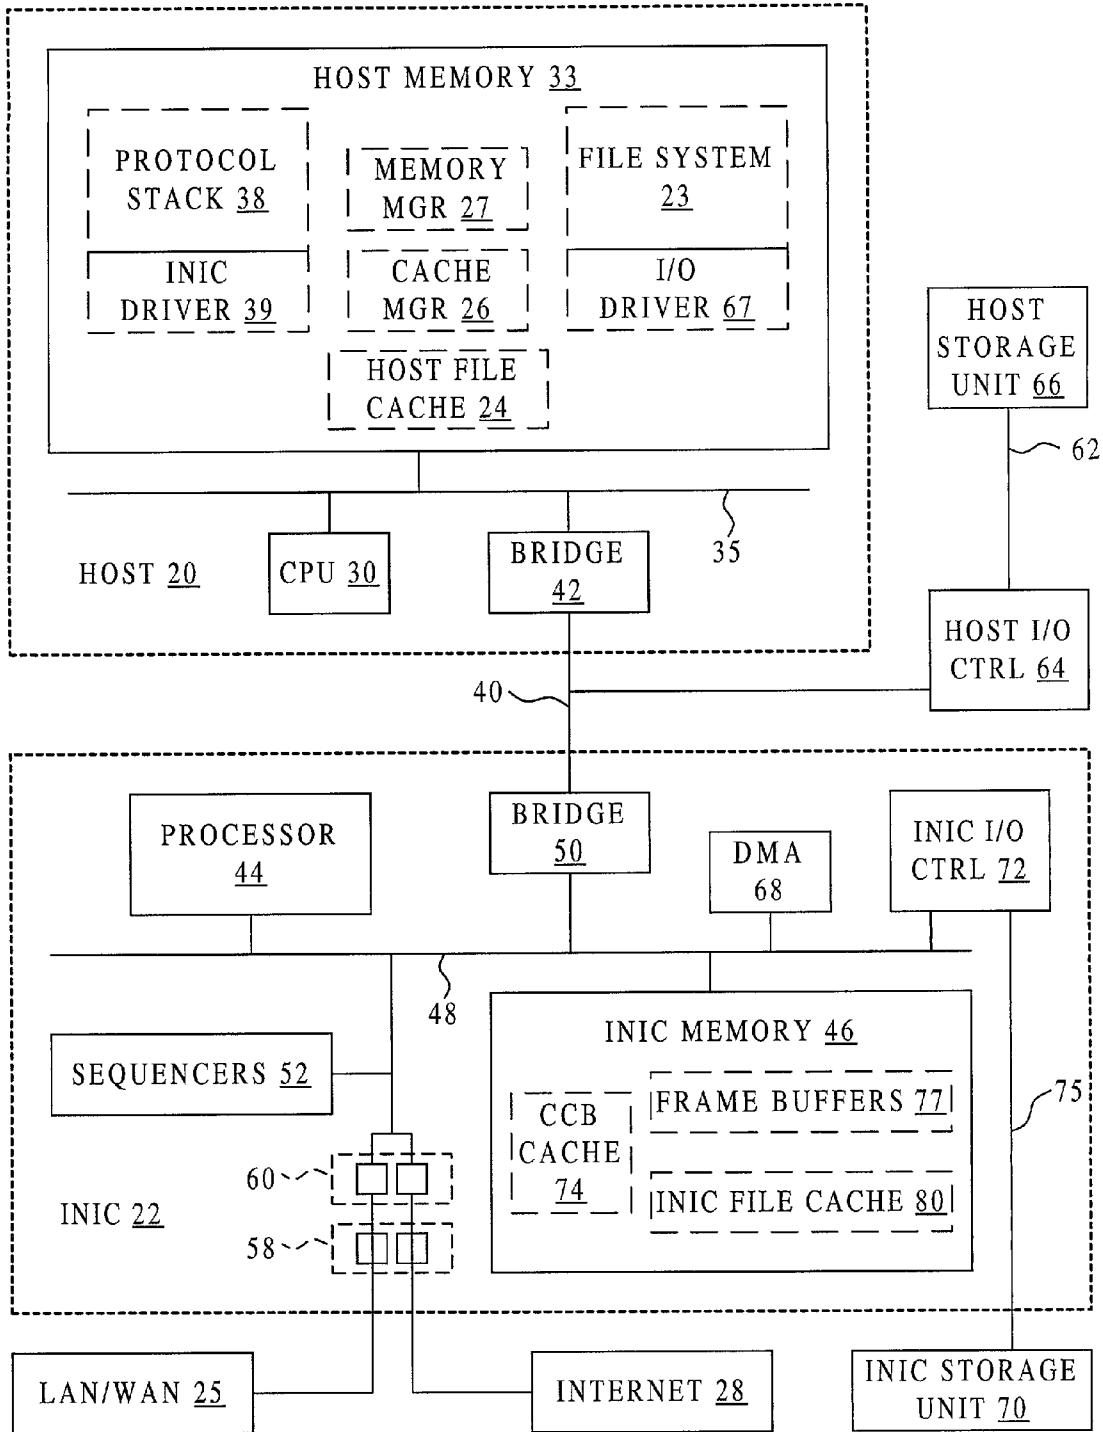 HOST MEMORY 33
PROTOCOL
STACK 38
MEMORY
MGR 27
FILE SYSTEM
23
INIC
DRIVER 39
CACHE
MGR 26
I/O
DRIVER 67
HOST FILE
CACHE 24
HOST
STORAGE
UNIT 66
62
35
HOST 20
CPU 30
BRIDGE
42
HOST I/O
CTRL 64
40
PROCESSOR
44
BRIDGE
50
DMA
68
INIC I/O
CTRL 72
48
INIC MEMORY 46
SEQUENCERS 52
CCB
CACHE
74
FRAME BUFFERS 77
75
INIC FILE CACHE 80
60
INIC 22
58
LAN/WAN 25
INTERNET 28
INIC STORAGE
UNIT 70